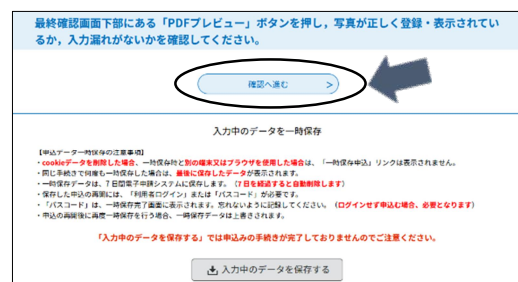 最終確認画面下部にある「PDFプレビュー」ボタンを押し，写真が正しく登録・表示されてい
るか，入力漏れがないかを確認してください。
確認へ進む >
入力中のデータを一時保存
【申込データ一時保存の注意事項】
・cookieデータを削除した場合、一時保存時と別の端末又はブラウザを使用した場合は、「一時保存申込」リンクは表示されません。
・同じ手続きで何度も一時保存した場合は、最後に保存したデータが表示されます。
・一時保存データは、7日間電子申請システムに保存します。（7日を経過すると自動削除します）
・保存した申込の再開には、「利用者ログイン」または「パスコード」が必要です。
・「パスコード」は、一時保存完了画面に表示されます。忘れないように記録してください。（ログインせず申込む場合、必要となります）
・申込の再開後に再度一時保存を行う場合、一時保存データは上書きされます。
「入力中のデータを保存する」では申込みの手続きが完了しておりませんのでご注意ください。
入力中のデータを保存する